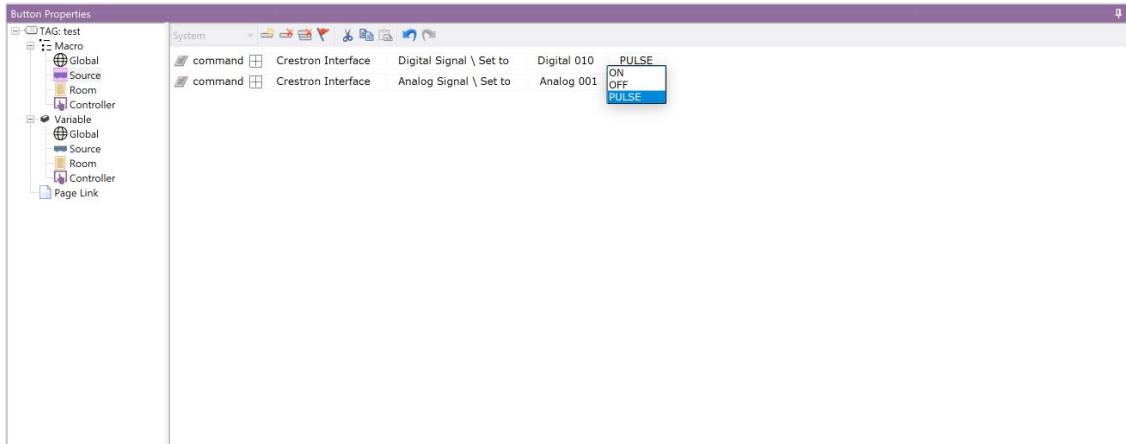 Button Properties
TAG: test
Macro
Global
Source
Room
Controller
Variable
Global
Source
Room
Controller
Page Link
System
command Crestron Interface Digital Signal \ Set to Digital 010 PULSE
command Crestron Interface Analog Signal \ Set to Analog 001
ON
OFF
PULSE